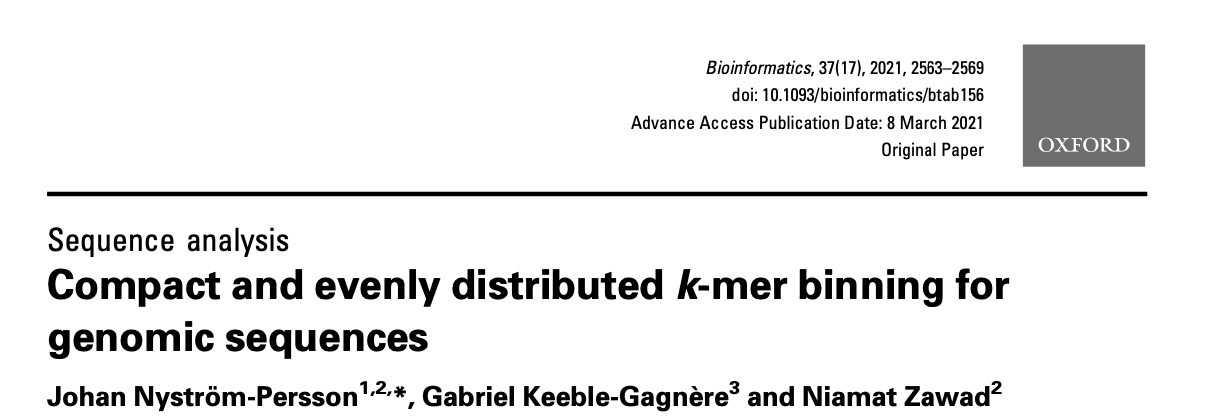 Bioinformatics, 37(17), 2021, 2563–2569
doi: 10.1093/bioinformatics/btab156
Advance Access Publication Date: 8 March 2021
Original Paper
OXFORD
Sequence analysis
Compact and evenly distributed k-mer binning for
genomic sequences
Johan Nyström-Persson1,2,*, Gabriel Keeble-Gagnère3 and Niamat Zawad2